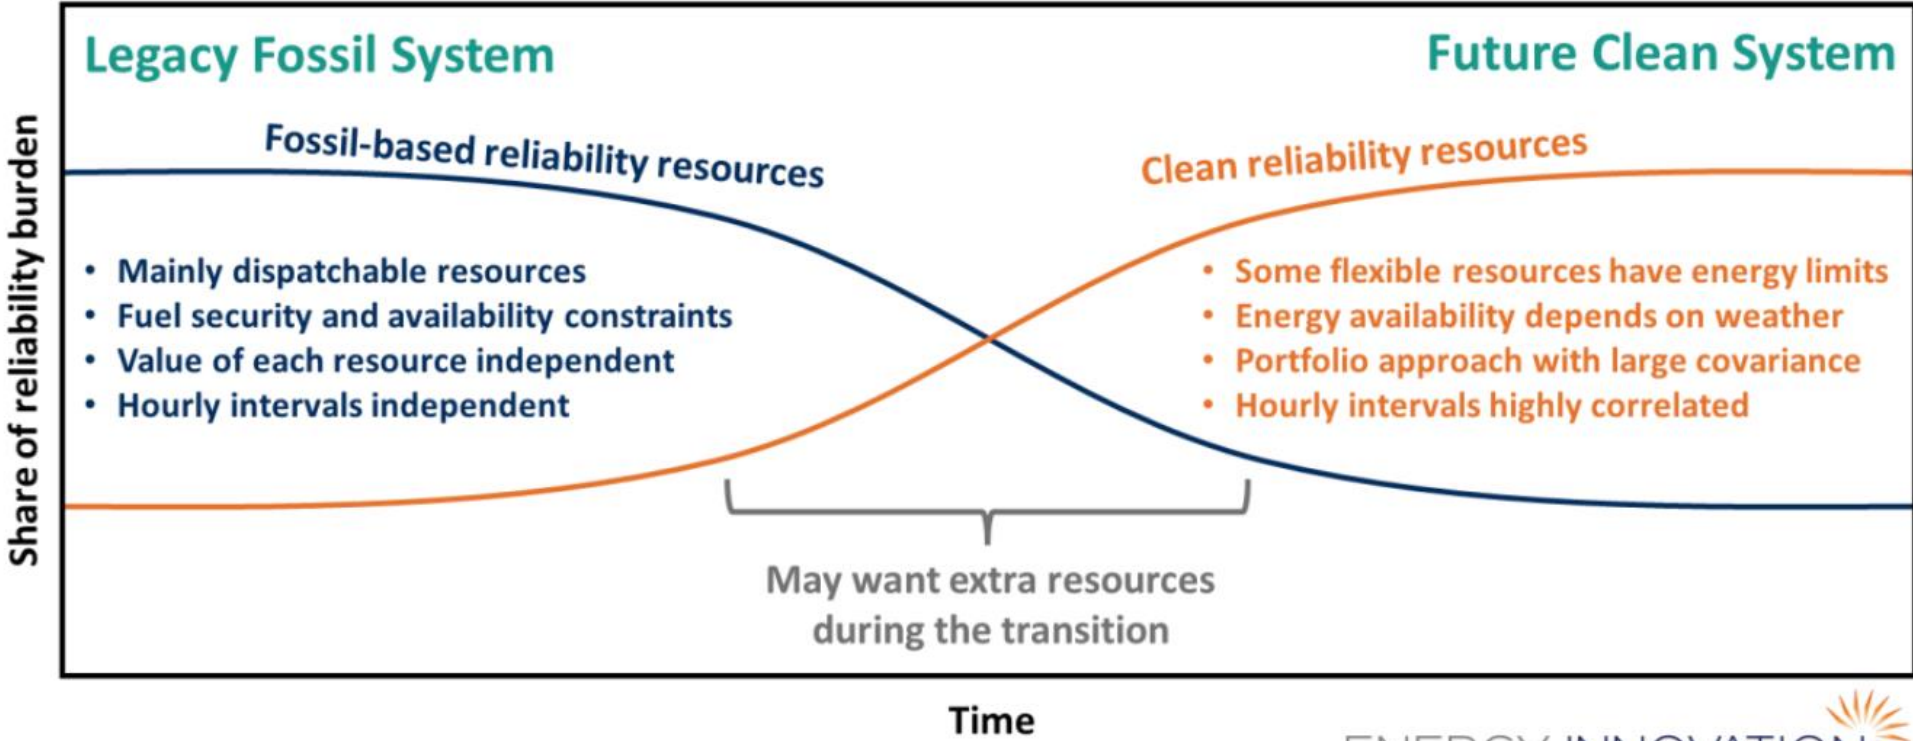 Legacy Fossil System
Future Clean System
Fossil-based reliability resources
Clean reliability resources
Share of reliability burden
• Mainly dispatchable resources
• Fuel security and availability constraints
• Value of each resource independent
• Hourly intervals independent
• Some flexible resources have energy limits
• Energy availability depends on weather
• Portfolio approach with large covariance
• Hourly intervals highly correlated
May want extra resources
during the transition
Time
ENERGY INNOVATION